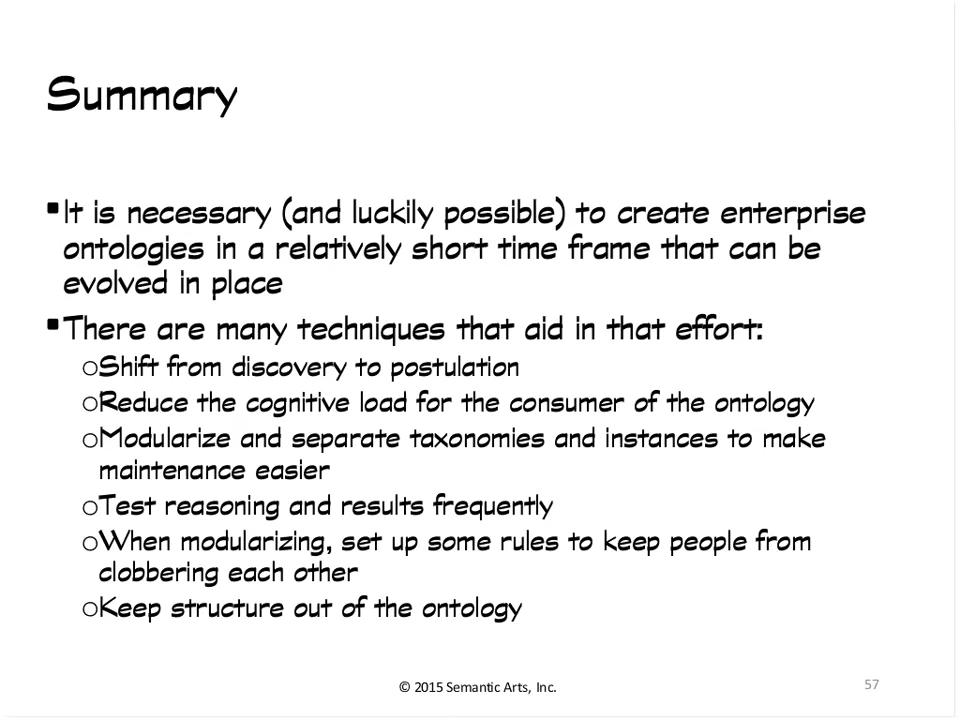 Summary
▪It is necessary (and luckily possible) to create enterprise
ontologies in a relatively short time frame that can be
evolved in place
▪There are many techniques that aid in that effort:
○Shift from discovery to postulation
○Reduce the cognitive load for the consumer of the ontology
○Modularize and separate taxonomies and instances to make
maintenance easier
○Test reasoning and results frequently
○When modularizing, set up some rules to keep people from
clobbering each other
○Keep structure out of the ontology
© 2015 Semantic Arts, Inc.
57